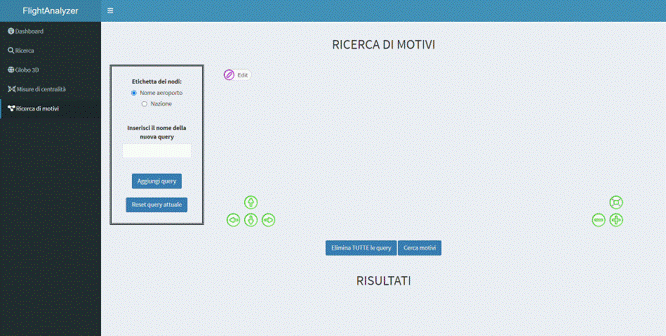 FlightAnalyzer
Dashboard
Ricerca
Globo 3D
Misure di centralità
Ricerca di motivi
RICERCA DI MOTIVI
Etichetta dei nodi:
Nome aeroporto
Nazione
Inserisci il nome della
nuova query
Aggiungi query
Reset query attuale
Edit
Elimina TUTTE le query
Cerca motivi
RISULTATI